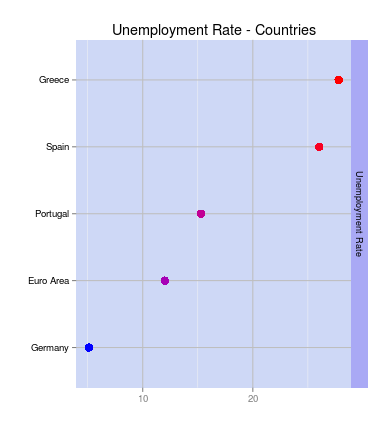 Unemployment Rate - Countries
Greece
Spain
Portugal
Euro Area
Germany
Unemployment Rate
10
20